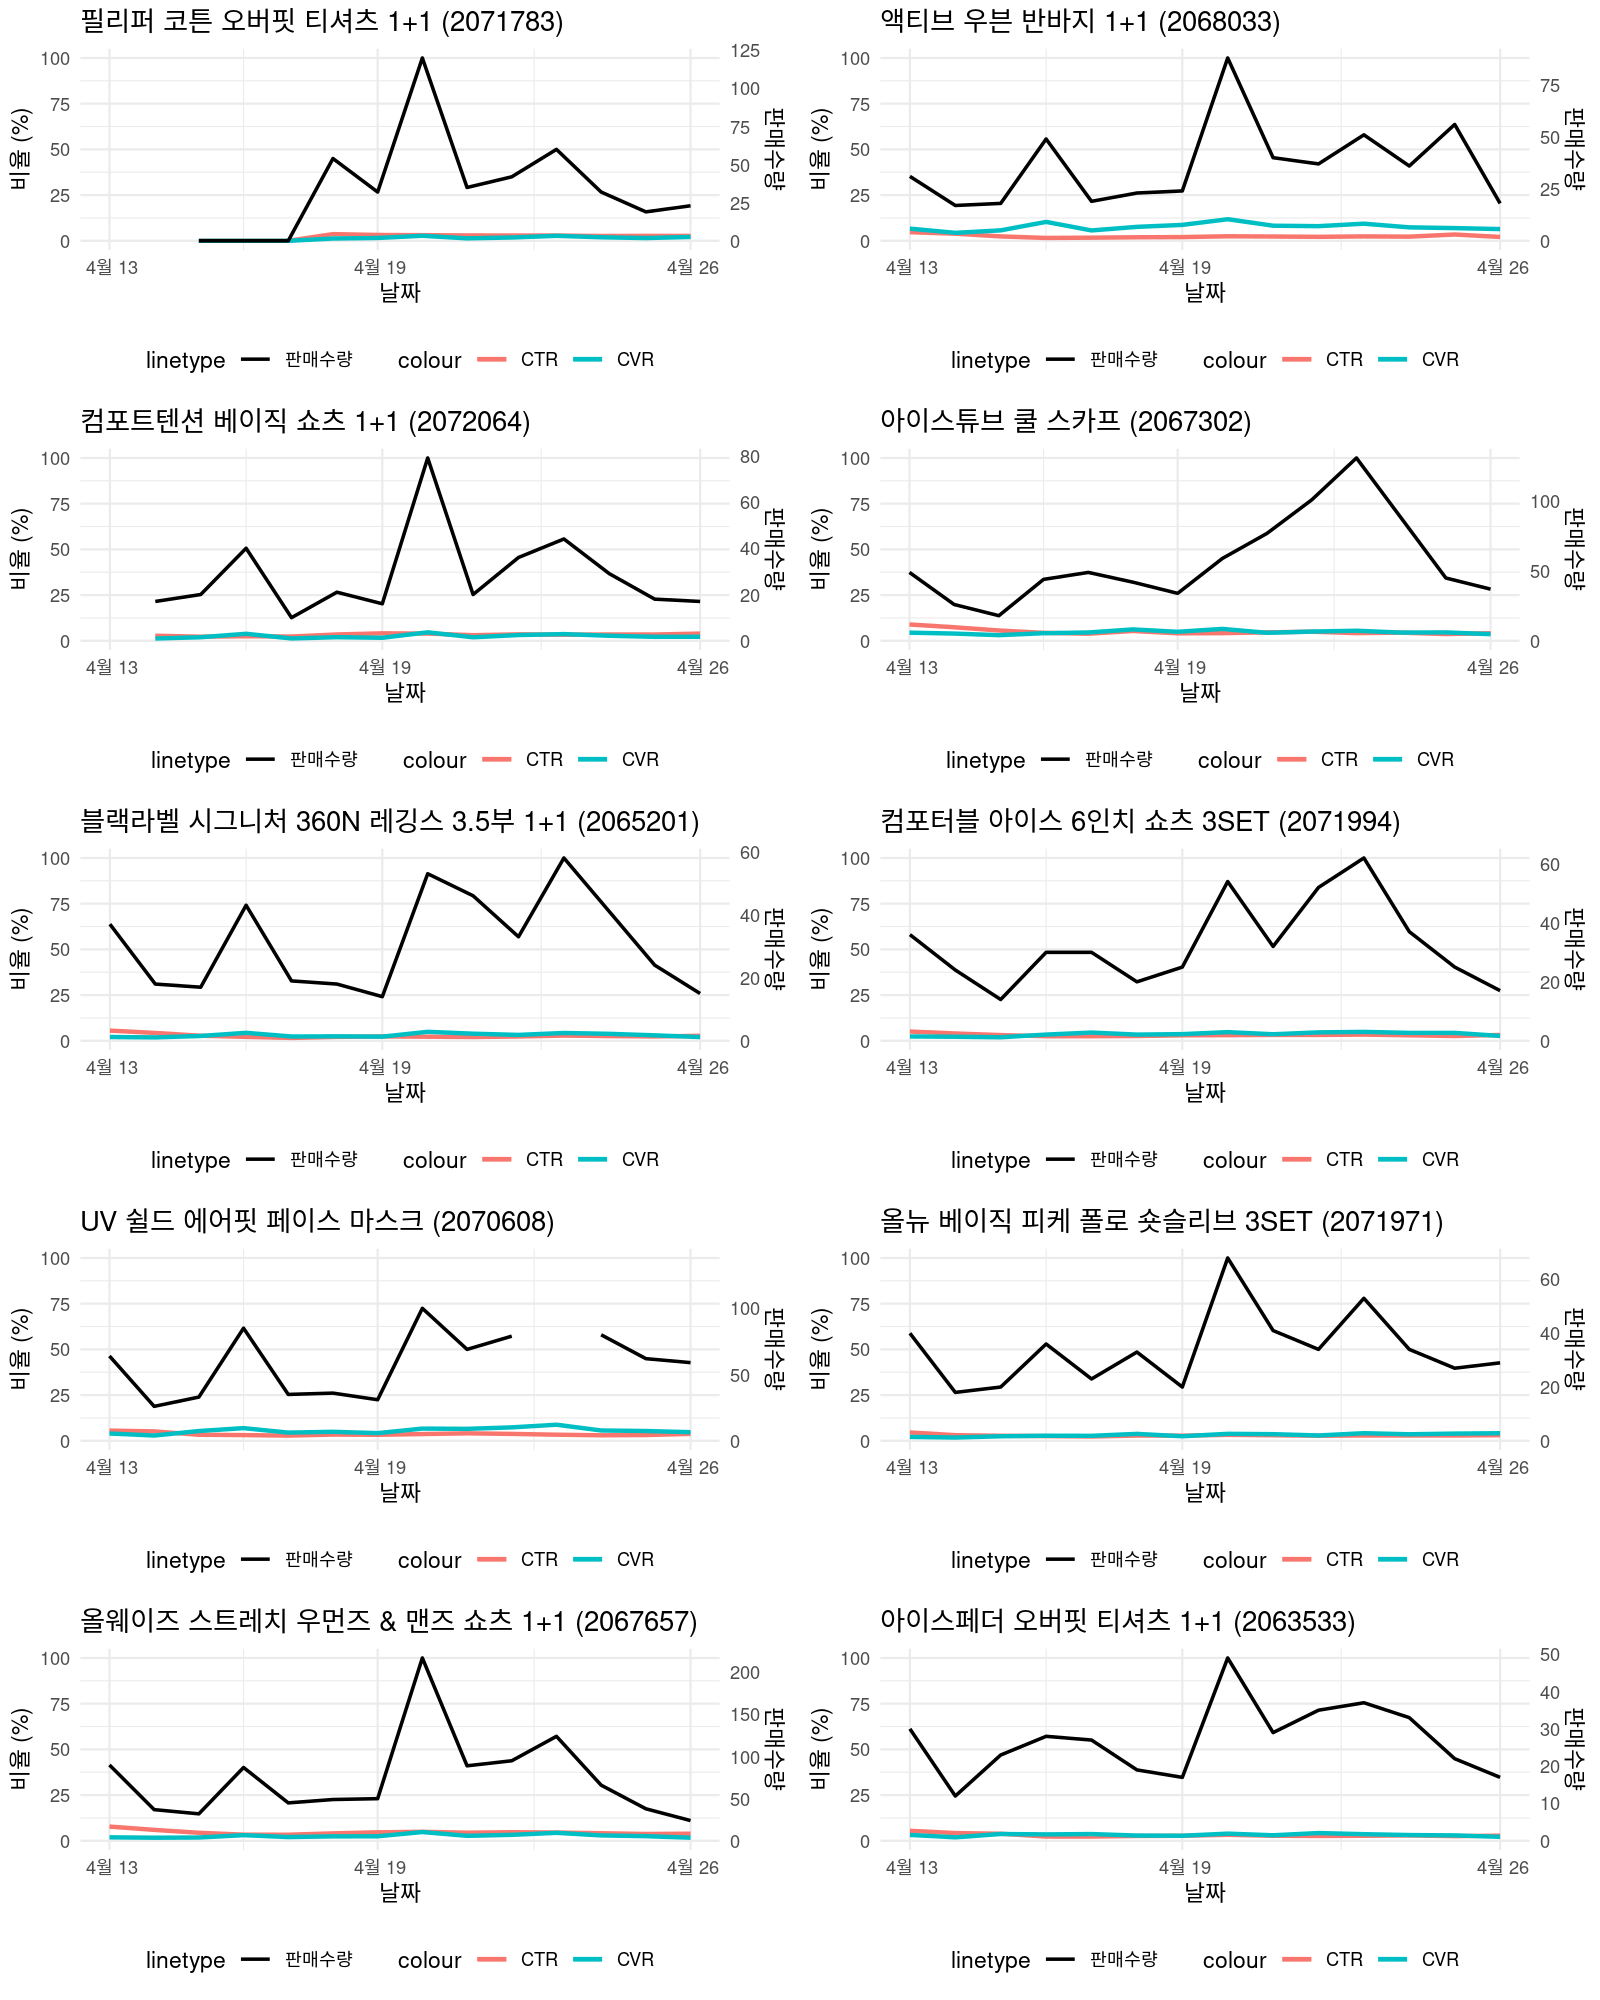 필리퍼 코튼 오버핏 티셔츠 1+1 (2071783)
비율 (%)
100
75
50
25
0
125
100
75
50
25
0
판매수량
4월 13
4월 19
4월 26
날짜
linetype 판매수량 colour CTR CVR
액티브 우븐 반바지 1+1 (2068033)
비율 (%)
100
75
50
25
0
75
50
25
0
판매수량
4월 13
4월 19
4월 26
날짜
linetype 판매수량 colour CTR CVR
컴포트텐션 베이직 쇼츠 1+1 (2072064)
비율 (%)
100
75
50
25
0
80
60
40
20
0
판매수량
4월 13
4월 19
4월 26
날짜
linetype 판매수량 colour CTR CVR
아이스튜브 쿨 스카프 (2067302)
비율 (%)
100
75
50
25
0
100
50
0
판매수량
4월 13
4월 19
4월 26
날짜
linetype 판매수량 colour CTR CVR
블랙라벨 시그니처 360N 레깅스 3.5부 1+1 (2065201)
비율 (%)
100
75
50
25
0
60
40
20
0
판매수량
4월 13
4월 19
4월 26
날짜
linetype 판매수량 colour CTR CVR
컴포터블 아이스 6인치 쇼츠 3SET (2071994)
비율 (%)
100
75
50
25
0
60
40
20
0
판매수량
4월 13
4월 19
4월 26
날짜
linetype 판매수량 colour CTR CVR
UV 쉴드 에어핏 페이스 마스크 (2070608)
비율 (%)
100
75
50
25
0
100
50
0
판매수량
4월 13
4월 19
4월 26
날짜
linetype 판매수량 colour CTR CVR
올뉴 베이직 피케 폴로 숏슬리브 3SET (2071971)
비율 (%)
100
75
50
25
0
60
40
20
0
판매수량
4월 13
4월 19
4월 26
날짜
linetype 판매수량 colour CTR CVR
올웨이즈 스트레치 우먼즈 & 맨즈 쇼츠 1+1 (2067657)
비율 (%)
100
75
50
25
0
200
150
100
50
0
판매수량
4월 13
4월 19
4월 26
날짜
linetype 판매수량 colour CTR CVR
아이스페더 오버핏 티셔츠 1+1 (2063533)
비율 (%)
100
75
50
25
0
50
40
30
20
10
0
판매수량
4월 13
4월 19
4월 26
날짜
linetype 판매수량 colour CTR CVR